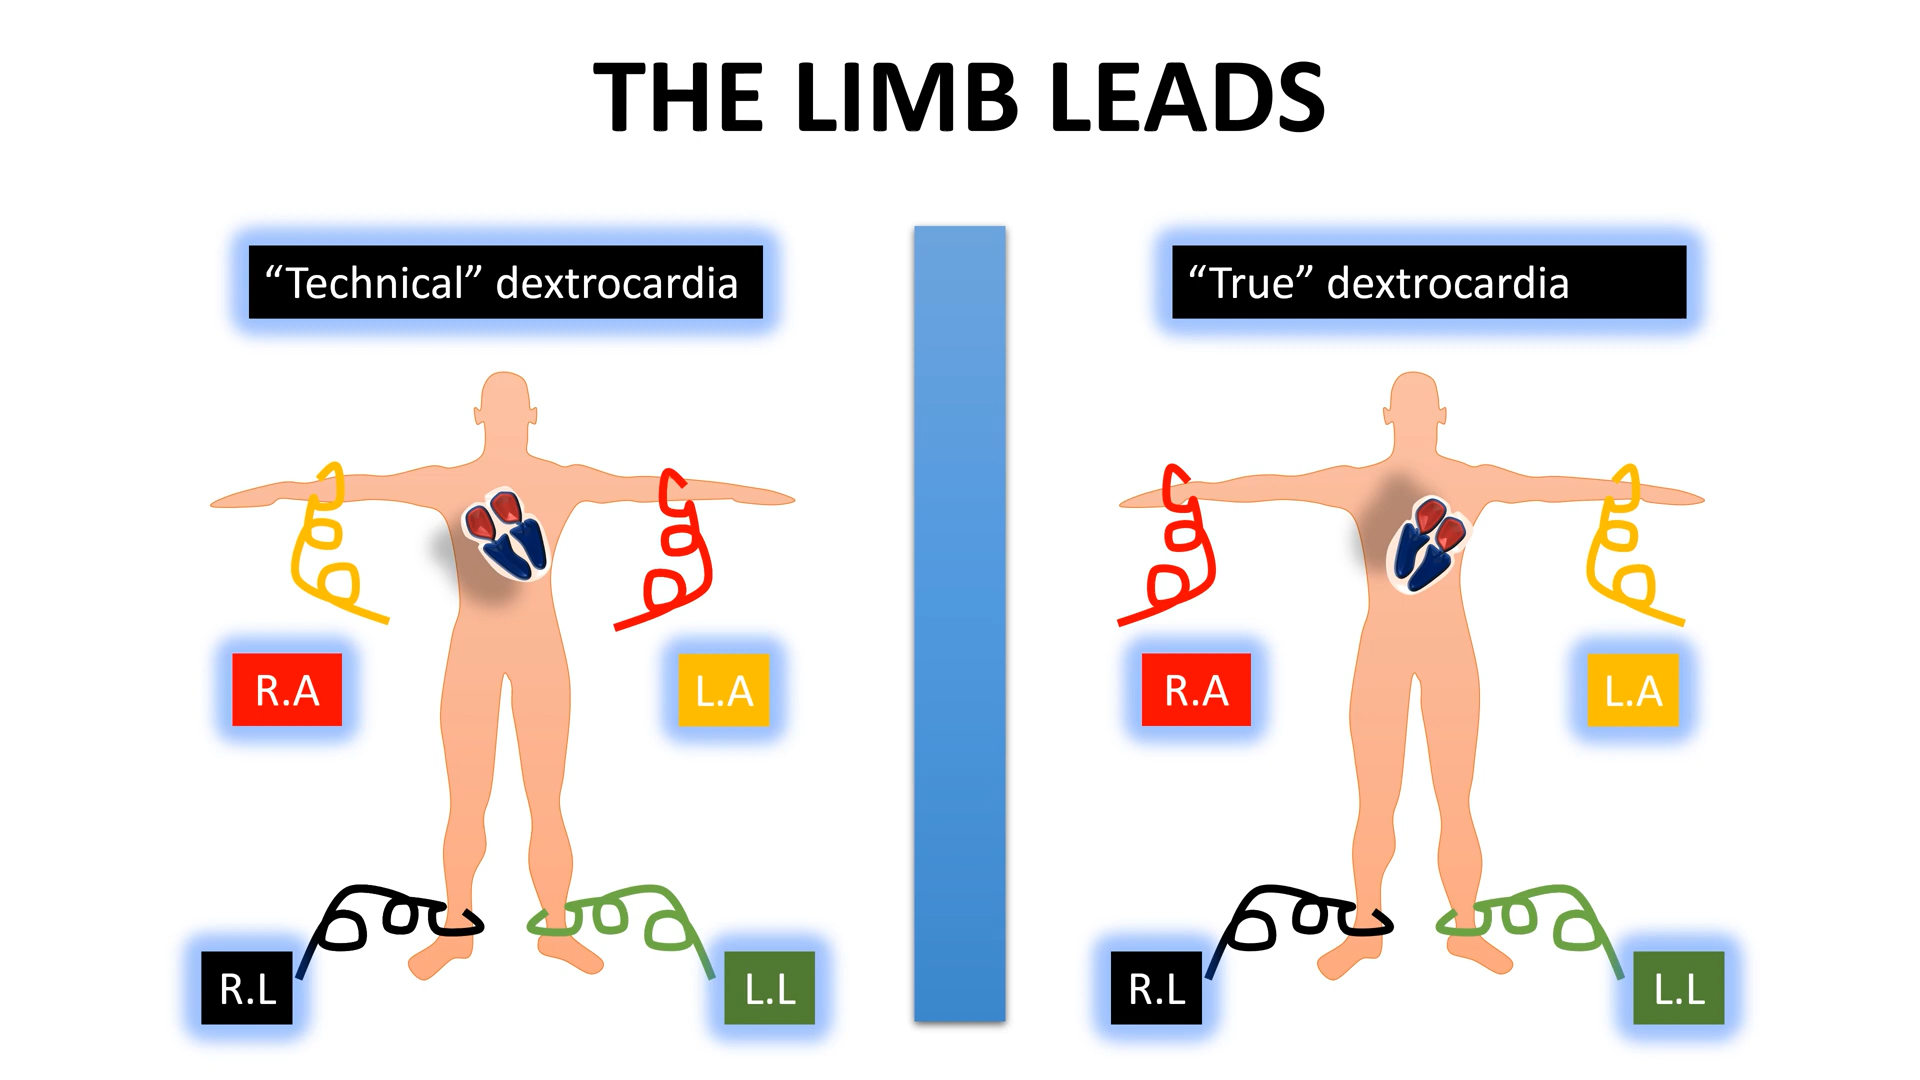 THE LIMB LEADS
“Technical” dextrocardia
“True” dextrocardia
R.A
L.A
R.A
L.A
R.L
L.L
R.L
L.L